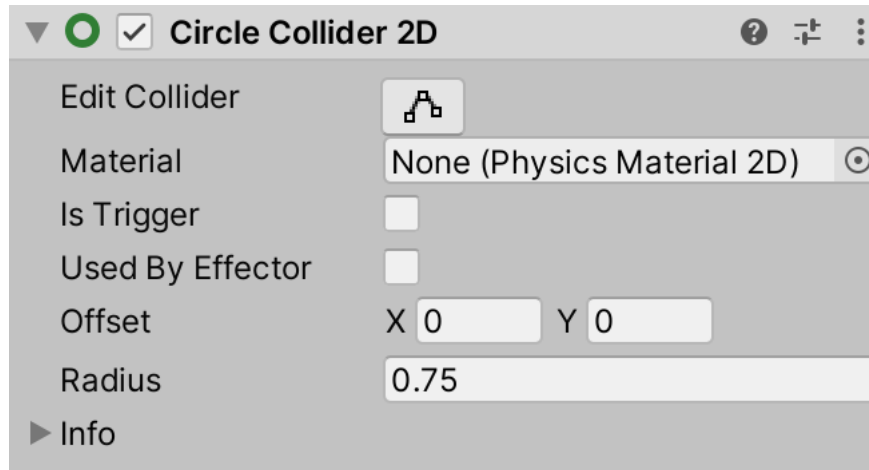 Circle Collider 2D
Edit Collider
Material None (Physics Material 2D)
Is Trigger
Used By Effector
Offset X 0 Y 0
Radius 0.75
Info